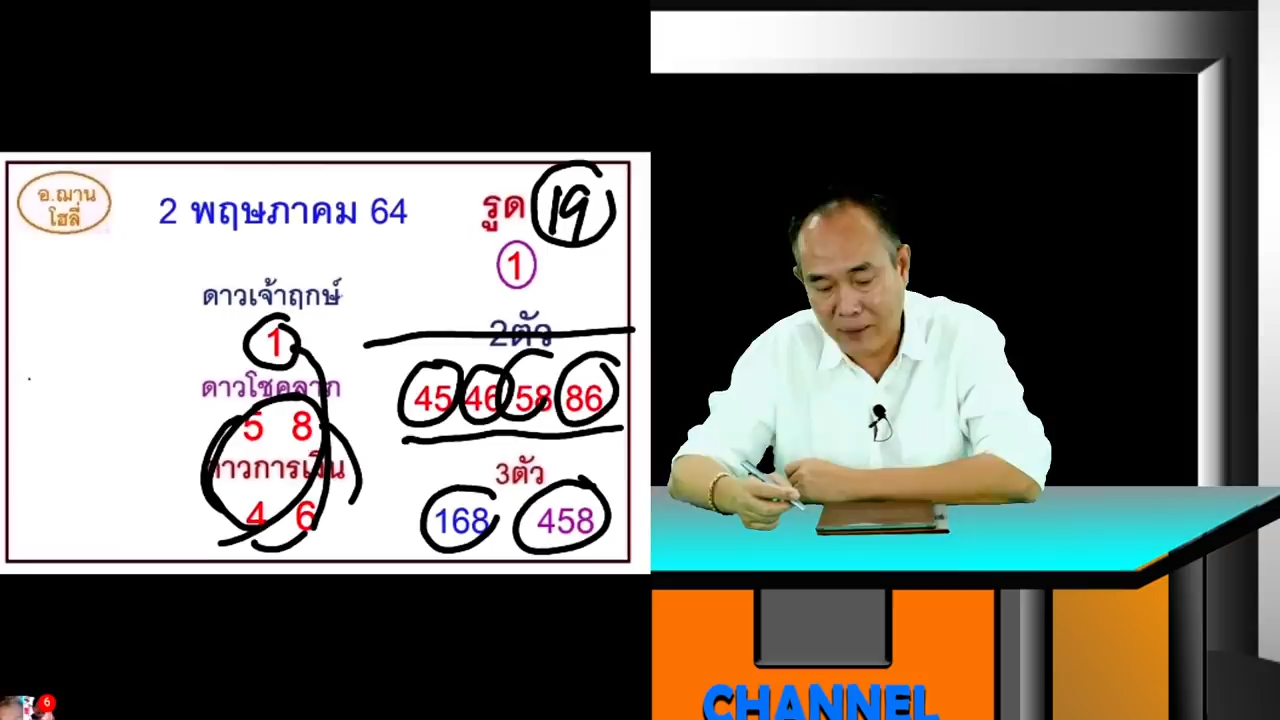 อ.ฌาน
โฮลี่
2 พฤษภาคม 64
รูด
19
1
ดาวเจ้าฤกษ์
1
2ตัว
ดาวโชคลาภ
45 46 58 86
5 8
ดาวการเงิน
3ตัว
4 6
168 458
6
CHANNEL